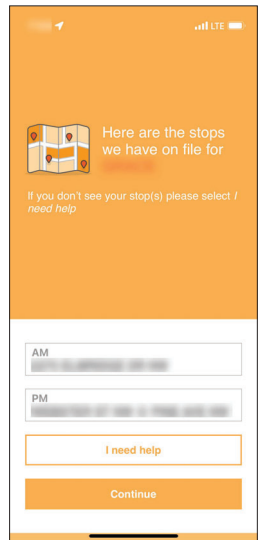 LTE
Here are the stops
we have on file for
If you don't see your stop(s) please select I
need help
AM
PM
I need help
Continue